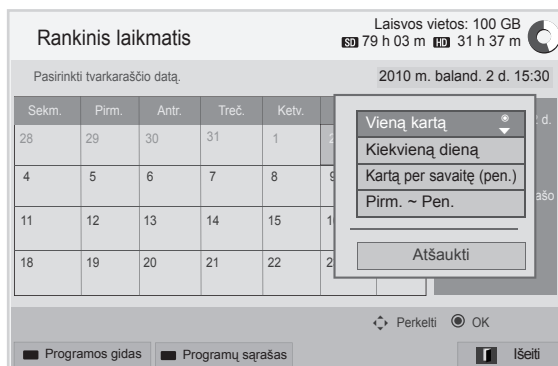 Rankinis laikmatis
Laisvos vietos: 100 GB
SD 79 h 03 m HD 31 h 37 m
Pasirinkti tvarkaraščio datą.
2010 m. baland. 2 d. 15:30
Sekm. Pirm. Antr. Treč. Ketv.
28 29 30 31 1
4 5 6 7 8
11 12 13 14 15
18 19 20 21 22
2 d.
Vieną kartą
Kiekvieną dieną
Kartą per savaitę (pen.)
Pirm. ~ Pen.
Atšaukti
Perkelti OK
Programos gidas Programų sąrašas Išeiti